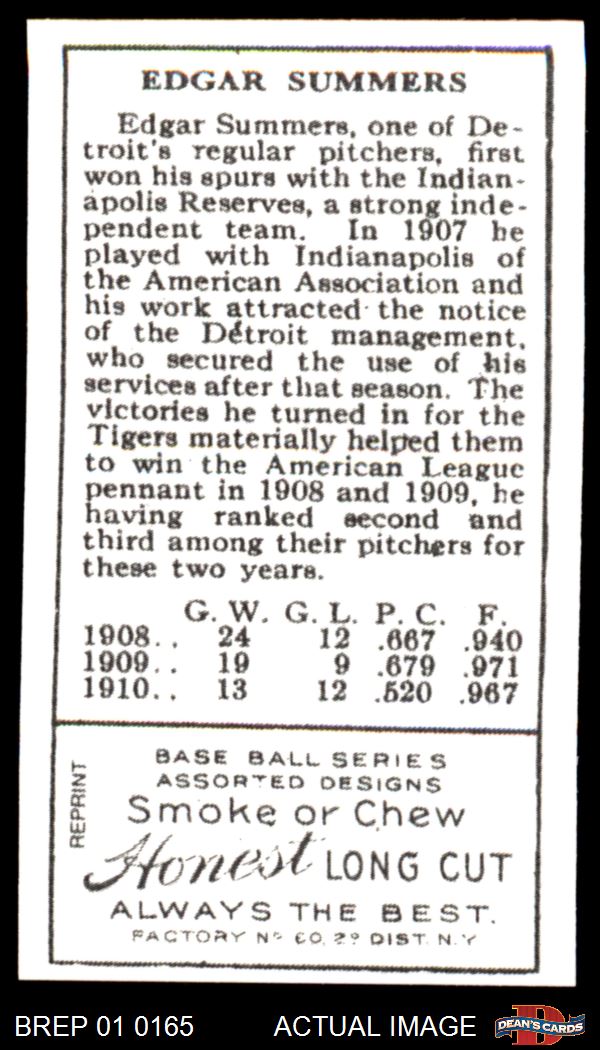 EDGAR SUMMERS
Edgar Summers, one of De-
troit's regular pitchers, first
won his spurs with the Indian-
apolis Reserves, a strong inde-
pendent team. In 1907 he
played with Indianapolis of
the American Association and
his work attracted the notice
of the Detroit management,
who secured the use of his
services after that season. The
victories he turned in for the
Tigers materially helped them
to win the American League
pennant in 1908 and 1909, he
having ranked second and
third among their pitchers for
these two years.
G. W. G. L. P. C. F.
1908.. 24 12 .667 .940
1909.. 19 9 .679 .971
1910.. 13 12 .520 .967
BASE BALL SERIES
ASSORTED DESIGNS
Smoke or Chew
Honest LONG CUT
ALWAYS THE BEST.
FACTORY Nº 60, 2º DIST. N.Y
REPRINT
BREP 01 0165 ACTUAL IMAGE
D
DEAN'S CARDS